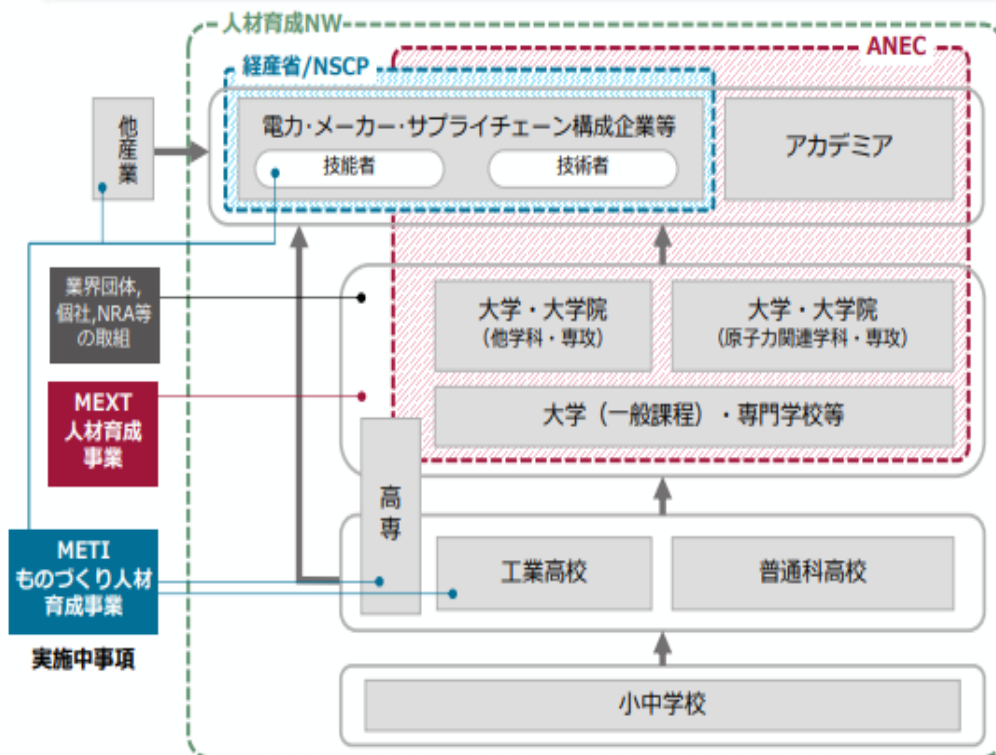 人材育成NW
ANEC
経産省/NSCP
他産業
電力・メーカー・サプライチェーン構成企業等
技能者
技術者
アカデミア
業界団体,
個社,NRA等
の取組
大学・大学院
(他学科・専攻)
大学・大学院
(原子力関連学科・専攻)
MEXT
人材育成
事業
大学（一般課程）・専門学校等
高専
METI
ものづくり人材
育成事業
工業高校
普通科高校
実施中事項
小中学校